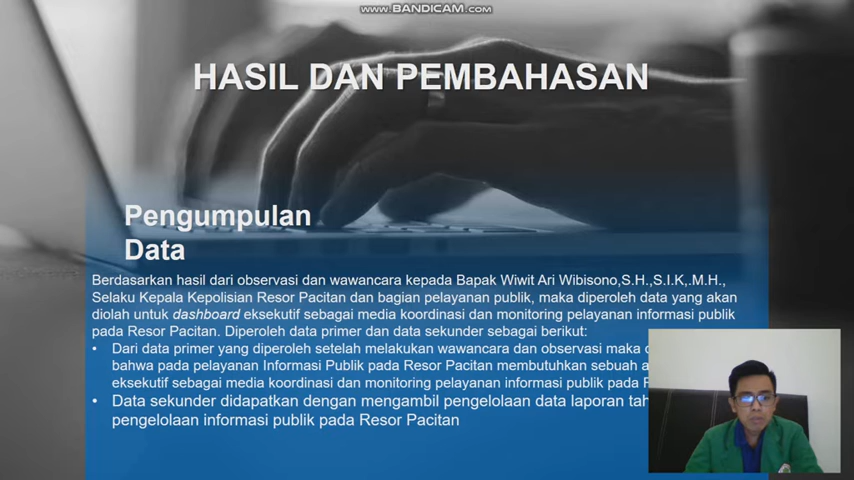 WWW.BANDICAM.COM
HASIL DAN PEMBAHASAN
Pengumpulan
Data
Berdasarkan hasil dari observasi dan wawancara kepada Bapak Wiwit Ari Wibisono,S.H.,S.I.K,.M.H.,
Selaku Kepala Kepolisian Resor Pacitan dan bagian pelayanan publik, maka diperoleh data yang akan
diolah untuk dashboard eksekutif sebagai media koordinasi dan monitoring pelayanan informasi publik
pada Resor Pacitan. Diperoleh data primer dan data sekunder sebagai berikut:
• Dari data primer yang diperoleh setelah melakukan wawancara dan observasi maka
bahwa pada pelayanan Informasi Publik pada Resor Pacitan membutuhkan sebuah
eksekutif sebagai media koordinasi dan monitoring pelayanan informasi publik pada
• Data sekunder didapatkan dengan mengambil pengelolaan data laporan
pengelolaan informasi publik pada Resor Pacitan